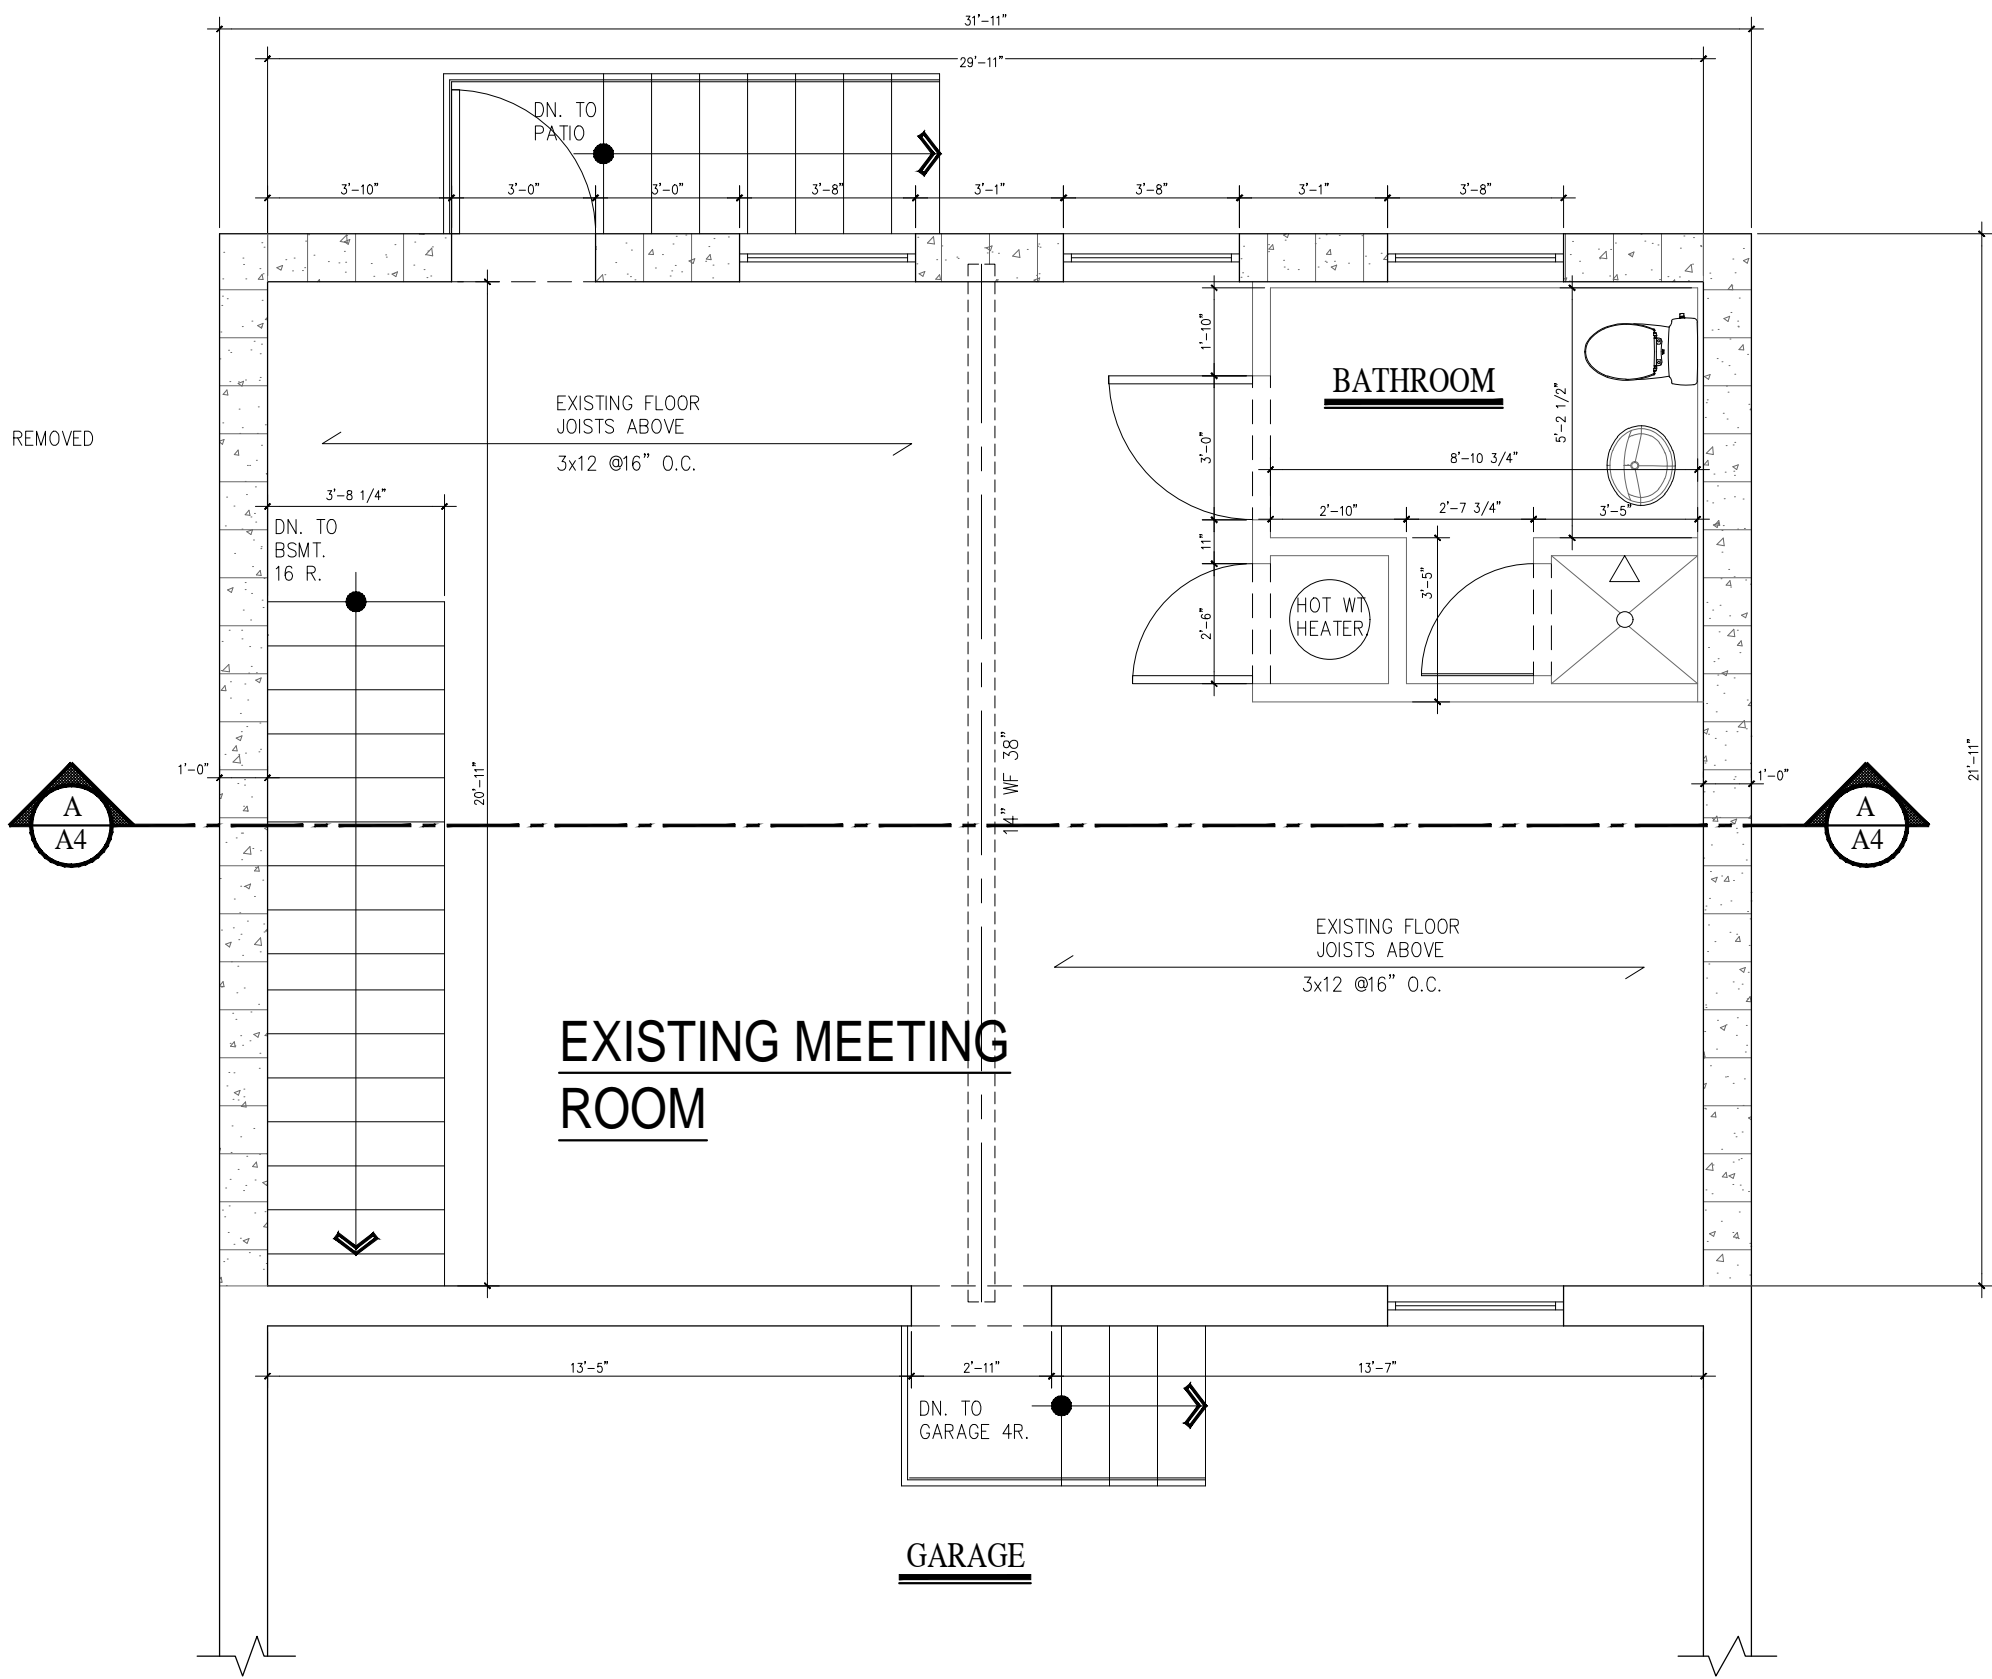 31'-11"
29'-11"
DN. TO
PATIO
3'-10"
3'-0"
3'-0"
3'-8"
3'-1"
3'-8"
3'-1"
3'-8"
1'-10"
BATHROOM
EXISTING FLOOR
JOISTS ABOVE
3x12 @16" O.C.
REMOVED
5'-2 1/2"
3'-0"
8'-10 3/4"
3'-8 1/4"
DN. TO
BSMT.
16 R.
2'-10"
2'-7 3/4"
3'-5"
11"
3'-5"
HOT WT
HEATER.
2'-6"
1'-0"
20'-11"
14" WF 38"
1'-0"
21'-11"
A
A4
A
A4
EXISTING FLOOR
JOISTS ABOVE
3x12 @16" O.C.
EXISTING MEETING
ROOM
13'-5"
2'-11"
13'-7"
DN. TO
GARAGE 4R.
GARAGE